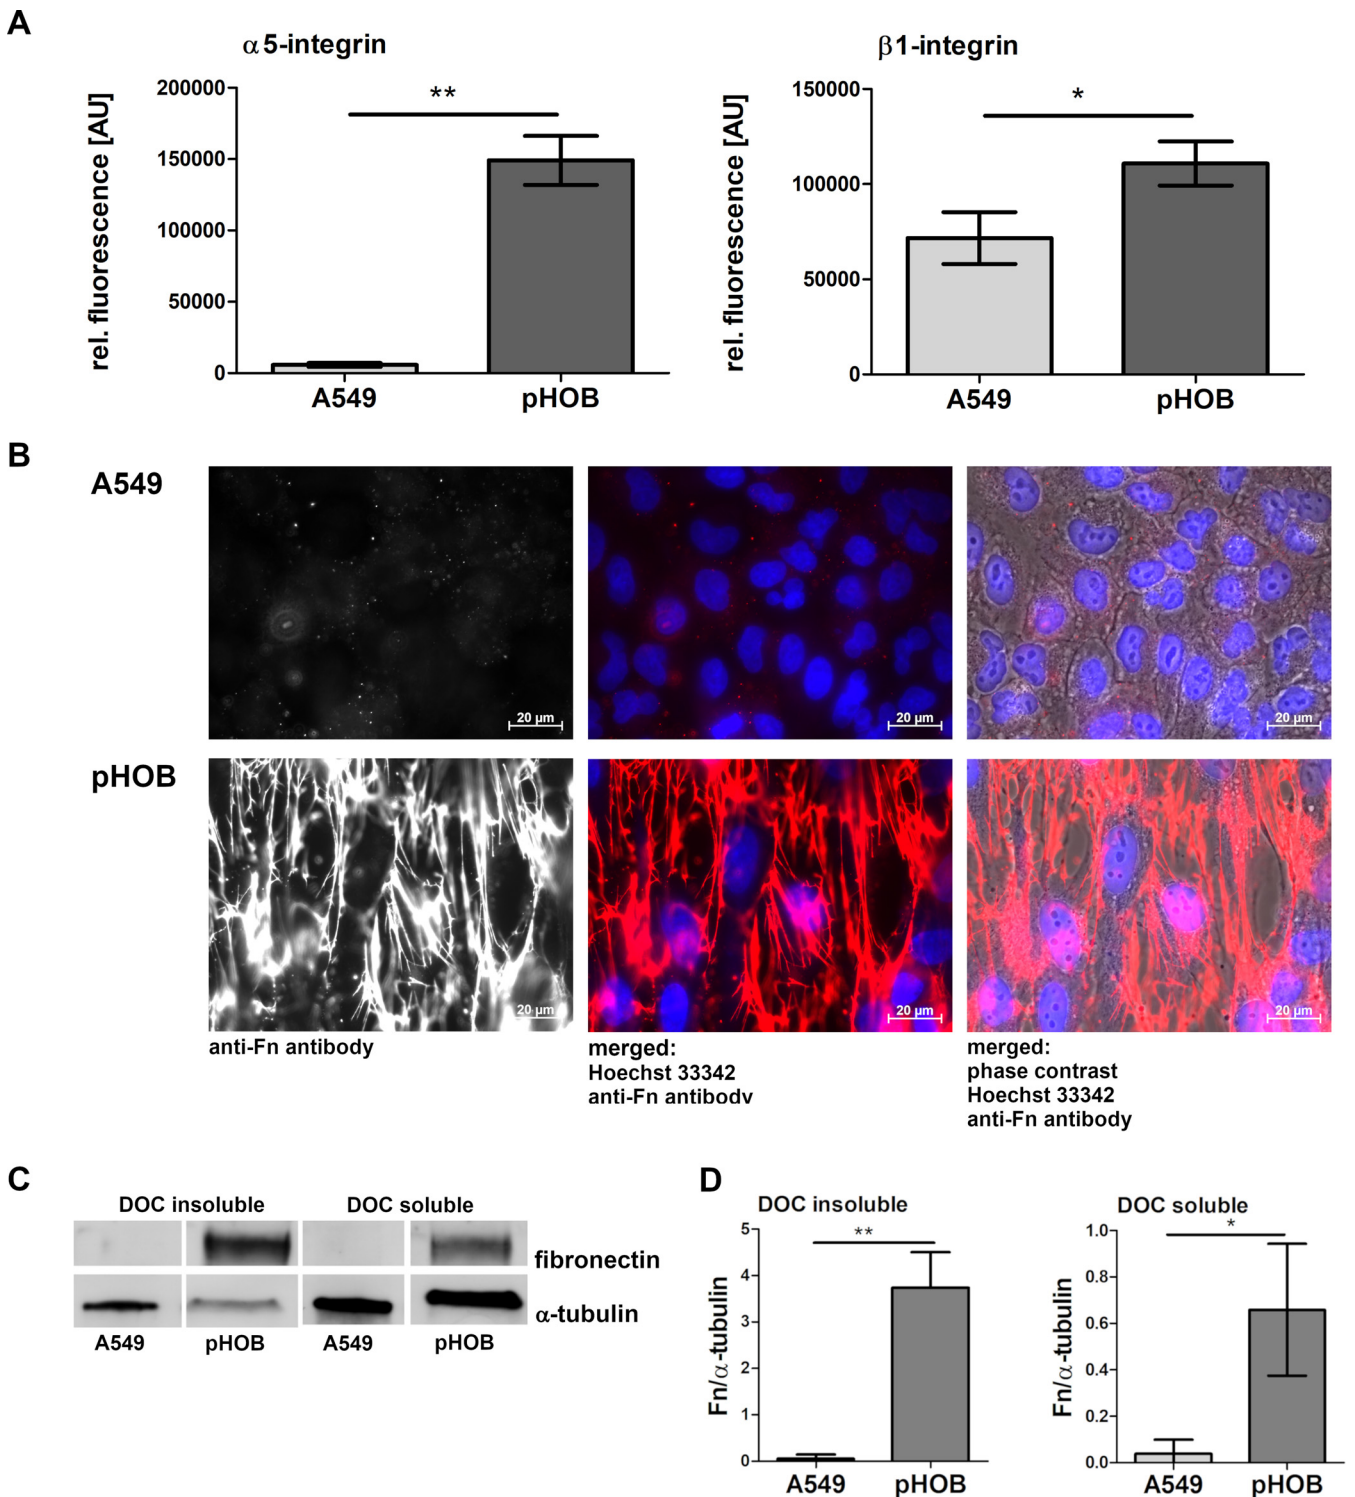 A
α5-integrin
rel. fluorescence [AU]
200000
150000
100000
50000
0
**
A549
pHOB
β1-integrin
rel. fluorescence [AU]
150000
100000
50000
0
*
A549
pHOB
B
A549
20 µm
20 µm
20 µm
pHOB
20 µm
20 µm
20 µm
anti-Fn antibody
merged:
Hoechst 33342
anti-Fn antibody
merged:
phase contrast
Hoechst 33342
anti-Fn antibody
C
DOC insoluble
DOC soluble
fibronectin
α-tubulin
A549
pHOB
A549
pHOB
D
DOC insoluble
Fn/α-tubulin
5
4
3
2
1
0
**
A549
pHOB
DOC soluble
Fn/α-tubulin
1.0
0.8
0.6
0.4
0.2
0.0
*
A549
pHOB